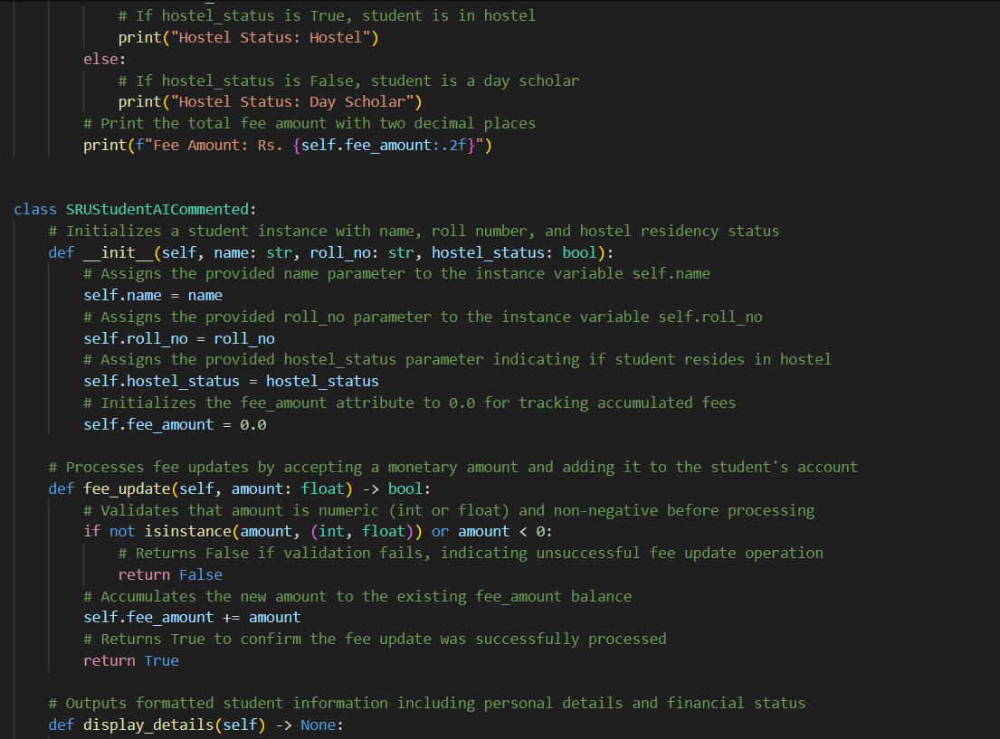 # If hostel_status is True, student is in hostel
            print("Hostel Status: Hostel")
        else:
            # If hostel_status is False, student is a day scholar
            print("Hostel Status: Day Scholar")
        # Print the total fee amount with two decimal places
        print(f"Fee Amount: Rs. {self.fee_amount:.2f}")


class SRUStudentAICommented:
    # Initializes a student instance with name, roll number, and hostel residency status
    def __init__(self, name: str, roll_no: str, hostel_status: bool):
        # Assigns the provided name parameter to the instance variable self.name
        self.name = name
        # Assigns the provided roll_no parameter to the instance variable self.roll_no
        self.roll_no = roll_no
        # Assigns the provided hostel_status parameter indicating if student resides in hostel
        self.hostel_status = hostel_status
        # Initializes the fee_amount attribute to 0.0 for tracking accumulated fees
        self.fee_amount = 0.0

    # Processes fee updates by accepting a monetary amount and adding it to the student's account
    def fee_update(self, amount: float) -> bool:
        # Validates that amount is numeric (int or float) and non-negative before processing
        if not isinstance(amount, (int, float)) or amount < 0:
            # Returns False if validation fails, indicating unsuccessful fee update operation
            return False
        # Accumulates the new amount to the existing fee_amount balance
        self.fee_amount += amount
        # Returns True to confirm the fee update was successfully processed
        return True

    # Outputs formatted student information including personal details and financial status
    def display_details(self) -> None: